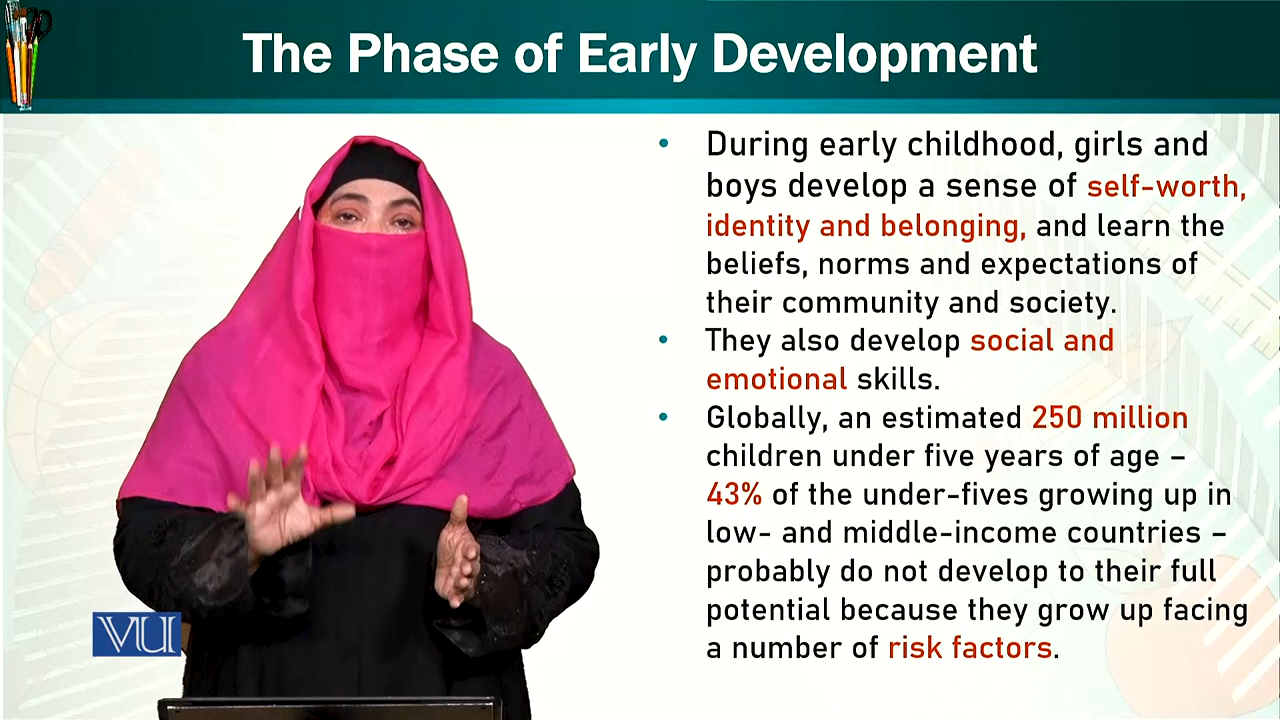 The Phase of Early Development
• During early childhood, girls and
boys develop a sense of self-worth,
identity and belonging, and learn the
beliefs, norms and expectations of
their community and society.
• They also develop social and
emotional skills.
• Globally, an estimated 250 million
children under five years of age –
43% of the under-fives growing up in
low- and middle-income countries –
probably do not develop to their full
potential because they grow up facing
a number of risk factors.
VU